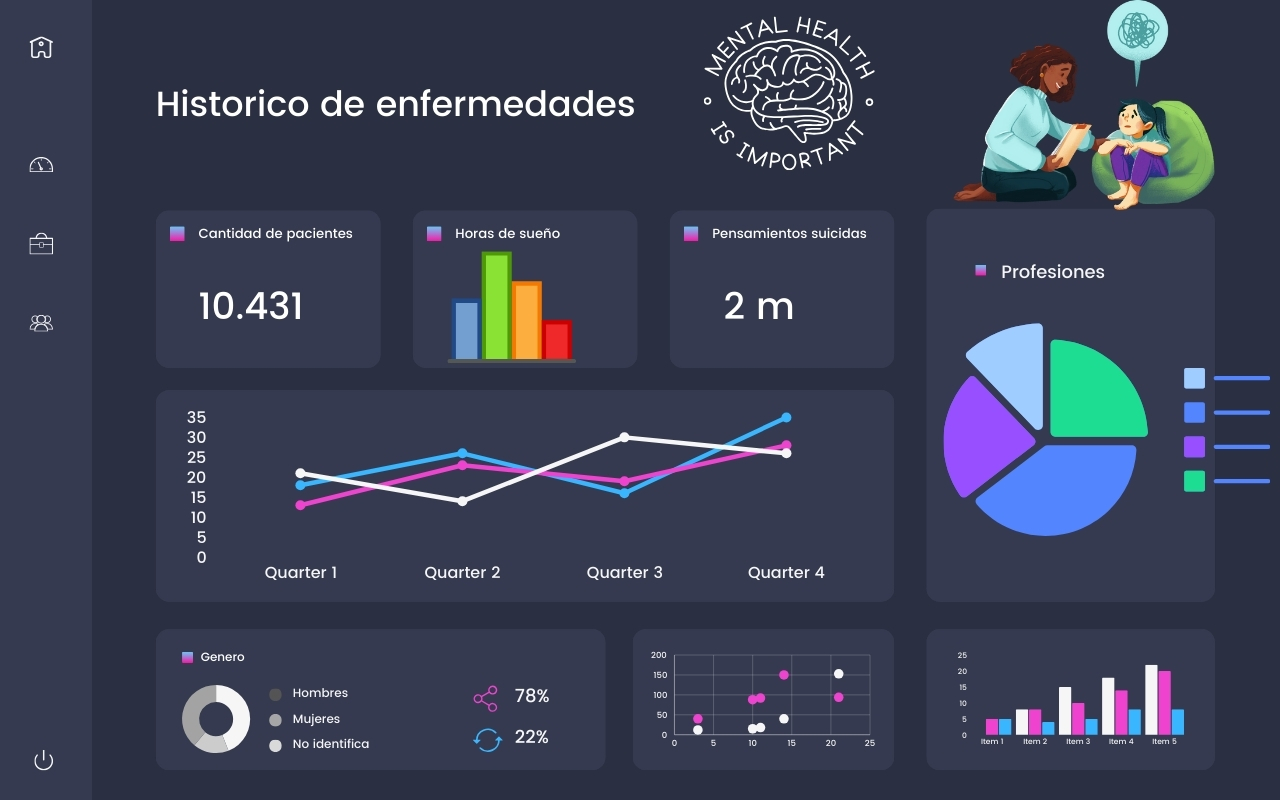 MENTAL HEALTH
IS IMPORTANT
Historico de enfermedades
Cantidad de pacientes
10.431
Horas de sueño
Pensamientos suicidas
2 m
Profesiones
35
30
25
20
15
10
5
0
Quarter 1 Quarter 2 Quarter 3 Quarter 4
Genero
Hombres
Mujeres
No identifica
78%
22%
200
150
100
50
0
0 5 10 15 20 25
25
20
15
10
5
0
Item 1 Item 2 Item 3 Item 4 Item 5